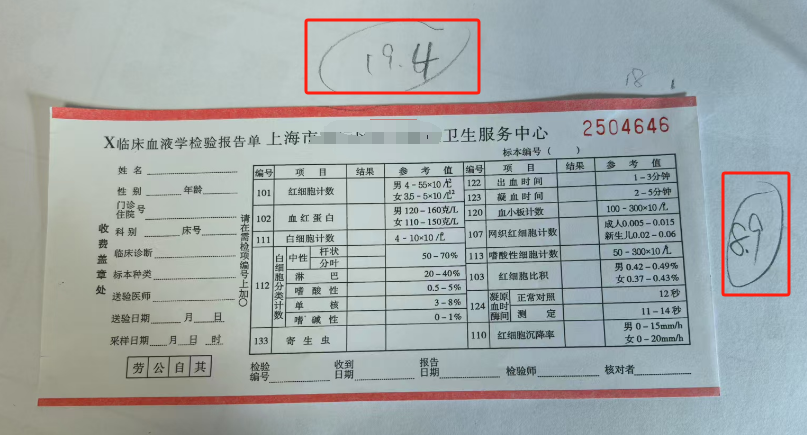 19.4
18
X临床血液学检验报告单 上海市 卫生服务中心 2504646
标本编号( )
姓名
性别 年龄
门诊
住院 号
科别 床号
临床诊断
标本种类
送验医师
送验日期 月 日
采样日期 月 日 时
收费盖章处
请在需检项编号上加○
劳 公 自 其
编号 项目 结果 参考值
101 红细胞计数 男4-55×10/L¹² 女3.5-5×10/L¹²
102 血红蛋白 男120-160克/L 女110-150克/L
111 白细胞计数 4-10×10⁹/L
112 白细胞分类计数 中性 杆状 分叶 50-70%
淋巴 20-40%
嗜酸性 0.5-5%
单核 3-8%
嗜碱性 0-1%
133 寄生虫
编号 项目 结果 参考值
122 出血时间 1-3分钟
123 凝血时间 2-5分钟
120 血小板计数 100-300×10⁹/L
107 网织红细胞计数 成人0.005-0.015 新生儿0.02-0.06
113 嗜酸性细胞计数 50-300×10⁶/L
103 红细胞比积 男0.42-0.49% 女0.37-0.43%
124 凝血酶原时间 正常对照 12秒
测定 11-14秒
110 红细胞沉降率 男0-15mm/h 女0-20mm/h
检验编号 收到日期 报告日期 检验师 核对者
8.9